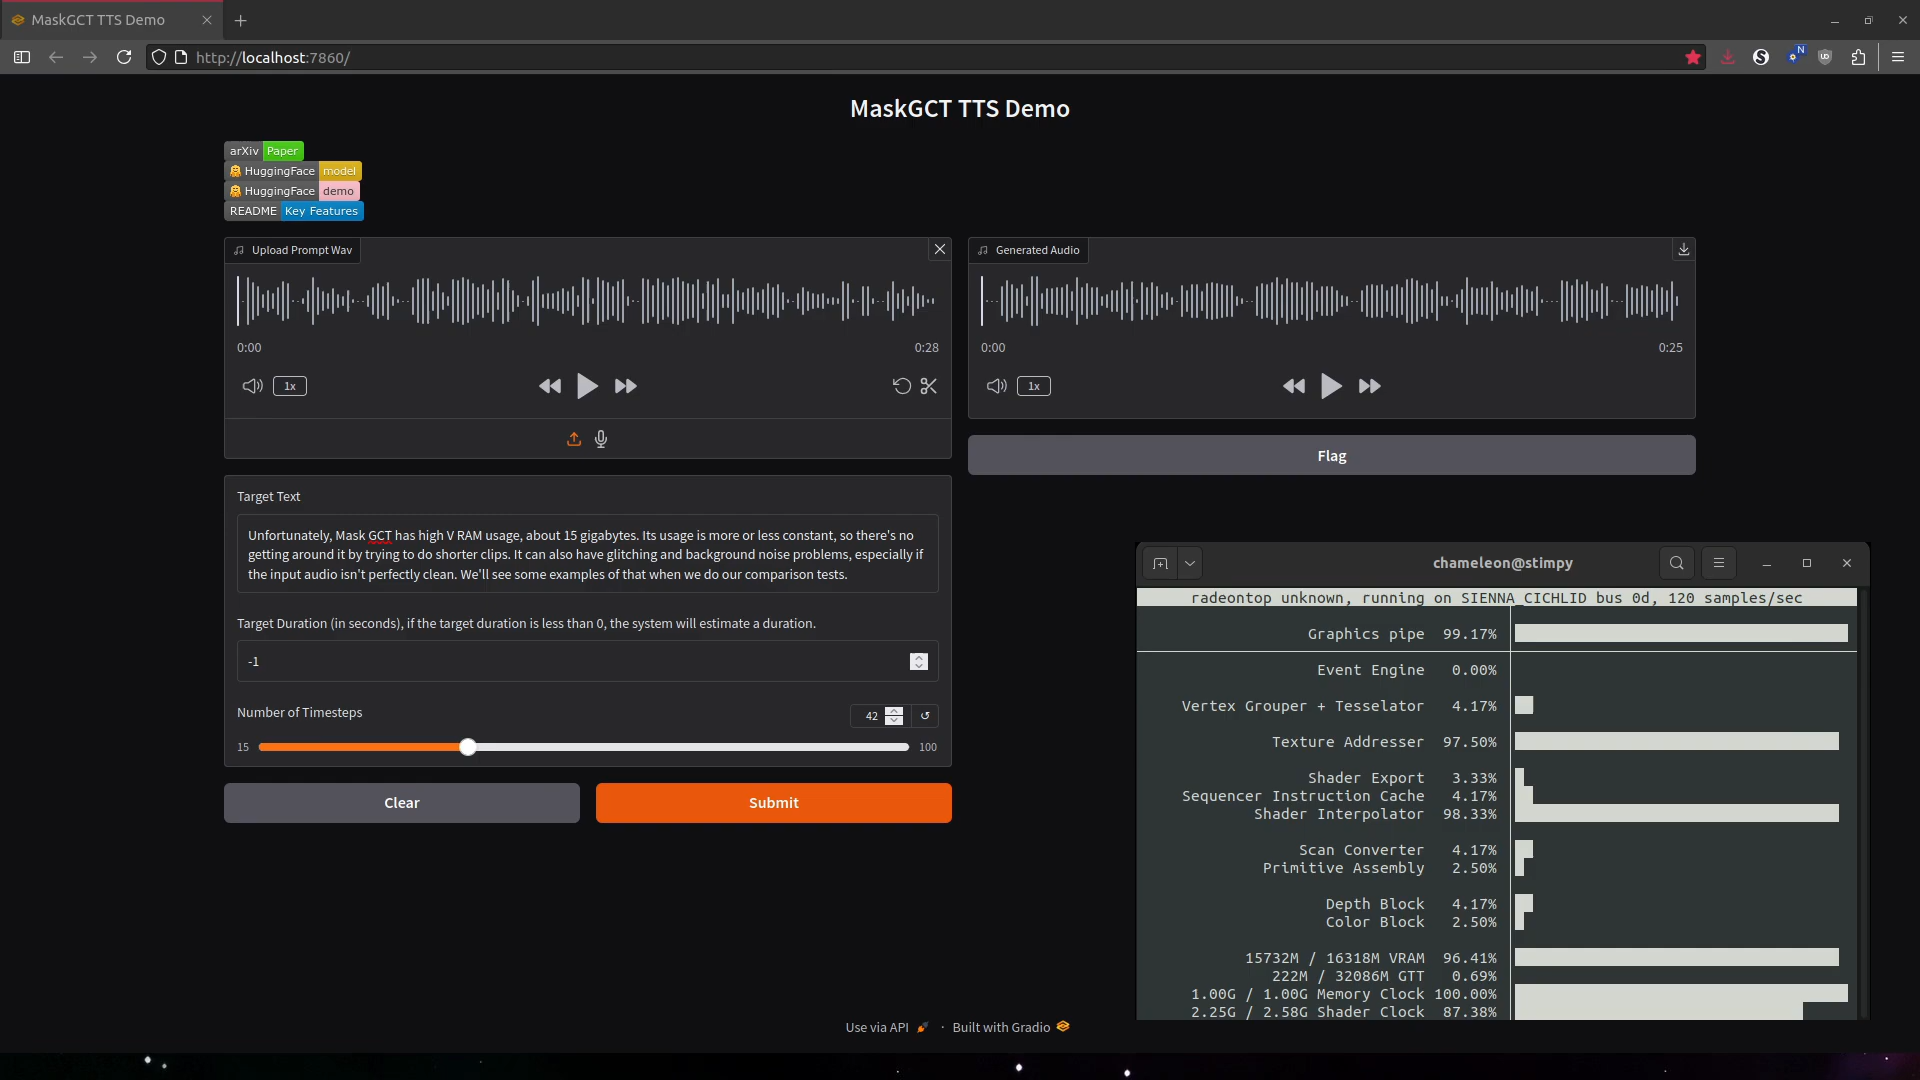 MaskGCT TTS Demo
http://localhost:7860/
N
MaskGCT TTS Demo
arXiv Paper
HuggingFace model
HuggingFace demo
README Key Features
Upload Prompt Wav
0:00 0:28
1x
Generated Audio
0:00 0:25
1x
Flag
Target Text
Unfortunately, Mask GCT has high V RAM usage, about 15 gigabytes. Its usage is more or less constant, so there's no
getting around it by trying to do shorter clips. It can also have glitching and background noise problems, especially if
the input audio isn't perfectly clean. We'll see some examples of that when we do our comparison tests.
Target Duration (in seconds), if the target duration is less than 0, the system will estimate a duration.
-1
Number of Timesteps 42
15 100
Clear Submit
chameleon@stimpy
radeontop unknown, running on SIENNA_CICHLID bus 0d, 120 samples/sec
Graphics pipe 99.17%
Event Engine 0.00%
Vertex Grouper + Tesselator 4.17%
Texture Addresser 97.50%
Shader Export 3.33%
Sequencer Instruction Cache 4.17%
Shader Interpolator 98.33%
Scan Converter 4.17%
Primitive Assembly 2.50%
Depth Block 4.17%
Color Block 2.50%
15732M / 16318M VRAM 96.41%
222M / 32086M GTT 0.69%
1.00G / 1.00G Memory Clock 100.00%
2.25G / 2.58G Shader Clock 87.38%
Use via API · Built with Gradio